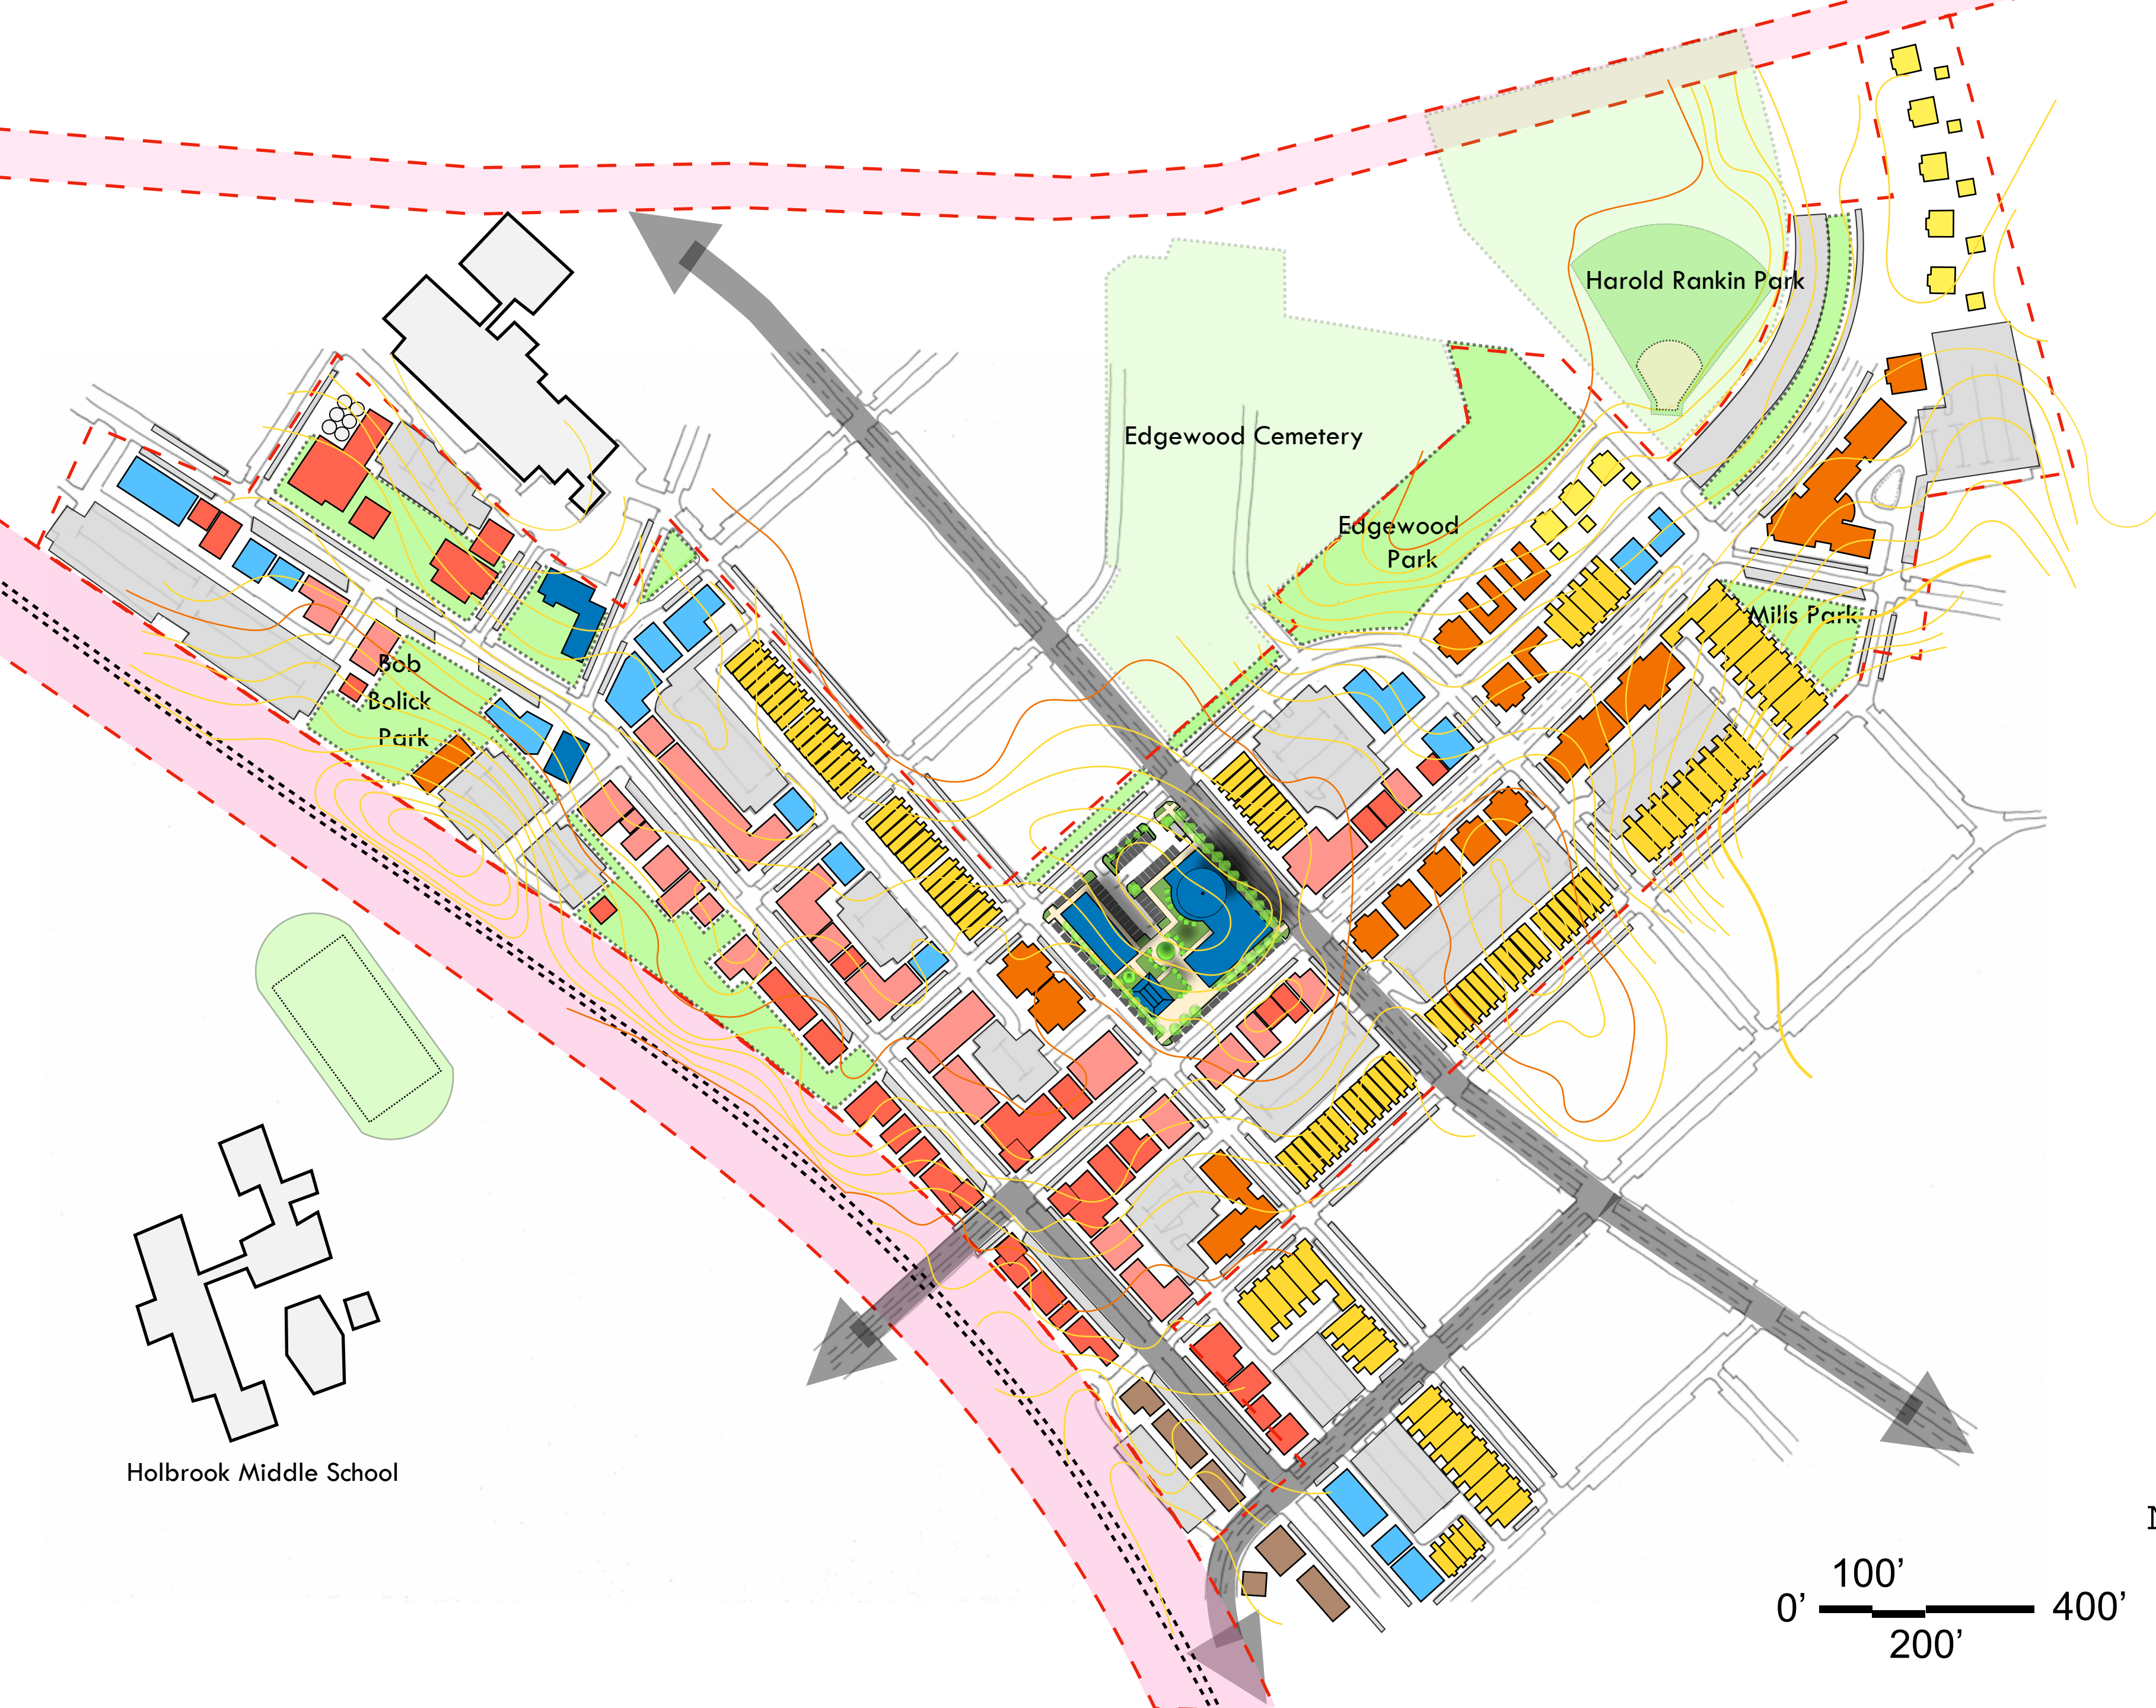 Harold Rankin Park
Edgewood Cemetery
Edgewood
Park
Mills Park
Bob
Bolick
Park
Holbrook Middle School
100’
0’
400’
200’